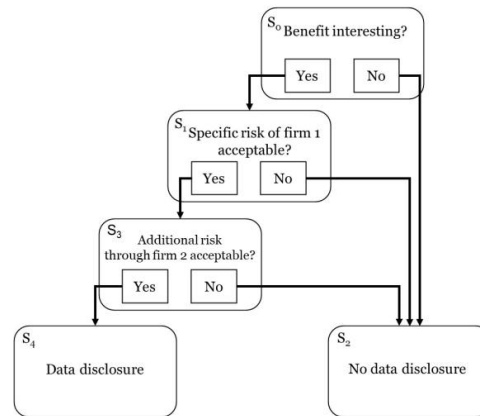 S₀ Benefit interesting?
Yes No
S₁ Specific risk of firm 1
acceptable?
Yes No
S₃
Additional risk
through firm 2 acceptable?
Yes No
S₄
Data disclosure
S₂
No data disclosure